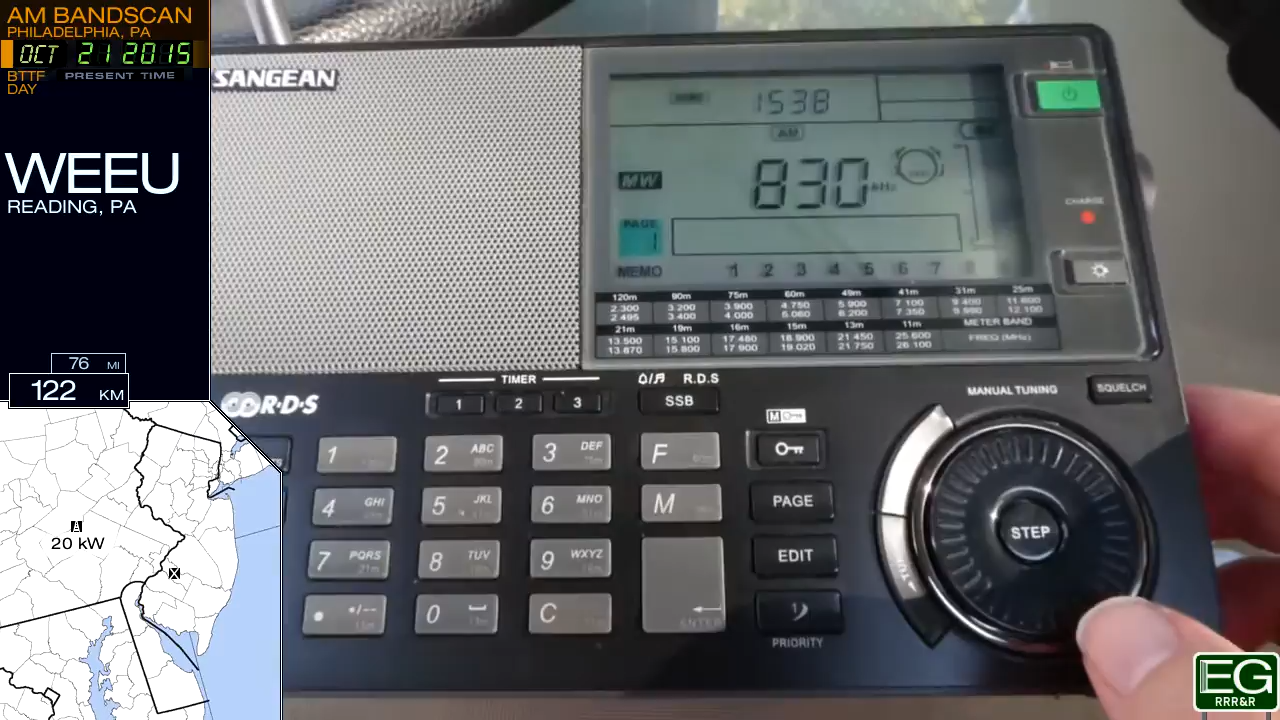 AM BANDSCAN
PHILADELPHIA, PA
OCT 21 2015
BTTF
DAY
PRESENT TIME
WEEU
READING, PA
76 MI
122 KM
20 kW
SANGEAN
1538
AM
MW
830 kHz
PAGE
1
MEMO
1 2 3 4 5 6 7 8
120m 90m 75m 60m 49m 41m 31m 25m
2.300 3.200 3.900 4.750 5.900 7.100 9.400 11.600
2.495 3.400 4.000 5.060 6.200 7.350 9.990 12.100
21m 19m 16m 15m 13m 11m METER BAND
13.500 15.100 17.480 18.900 21.450 25.600 FREQ (MHz)
13.870 15.800 17.900 19.020 21.750 26.100
CHARGE
R·D·S
TIMER
1 2 3
R.D.S
SSB
MANUAL TUNING
SQUELCH
M
1
2 ABC
3 DEF
F
4 GHI
5 JKL
6 MNO
M
PAGE
STEP
7 PQRS
21m
8 TUV
9 WXYZ
EDIT
• */--
0
C
ENTER
PRIORITY
EG
RRR&R